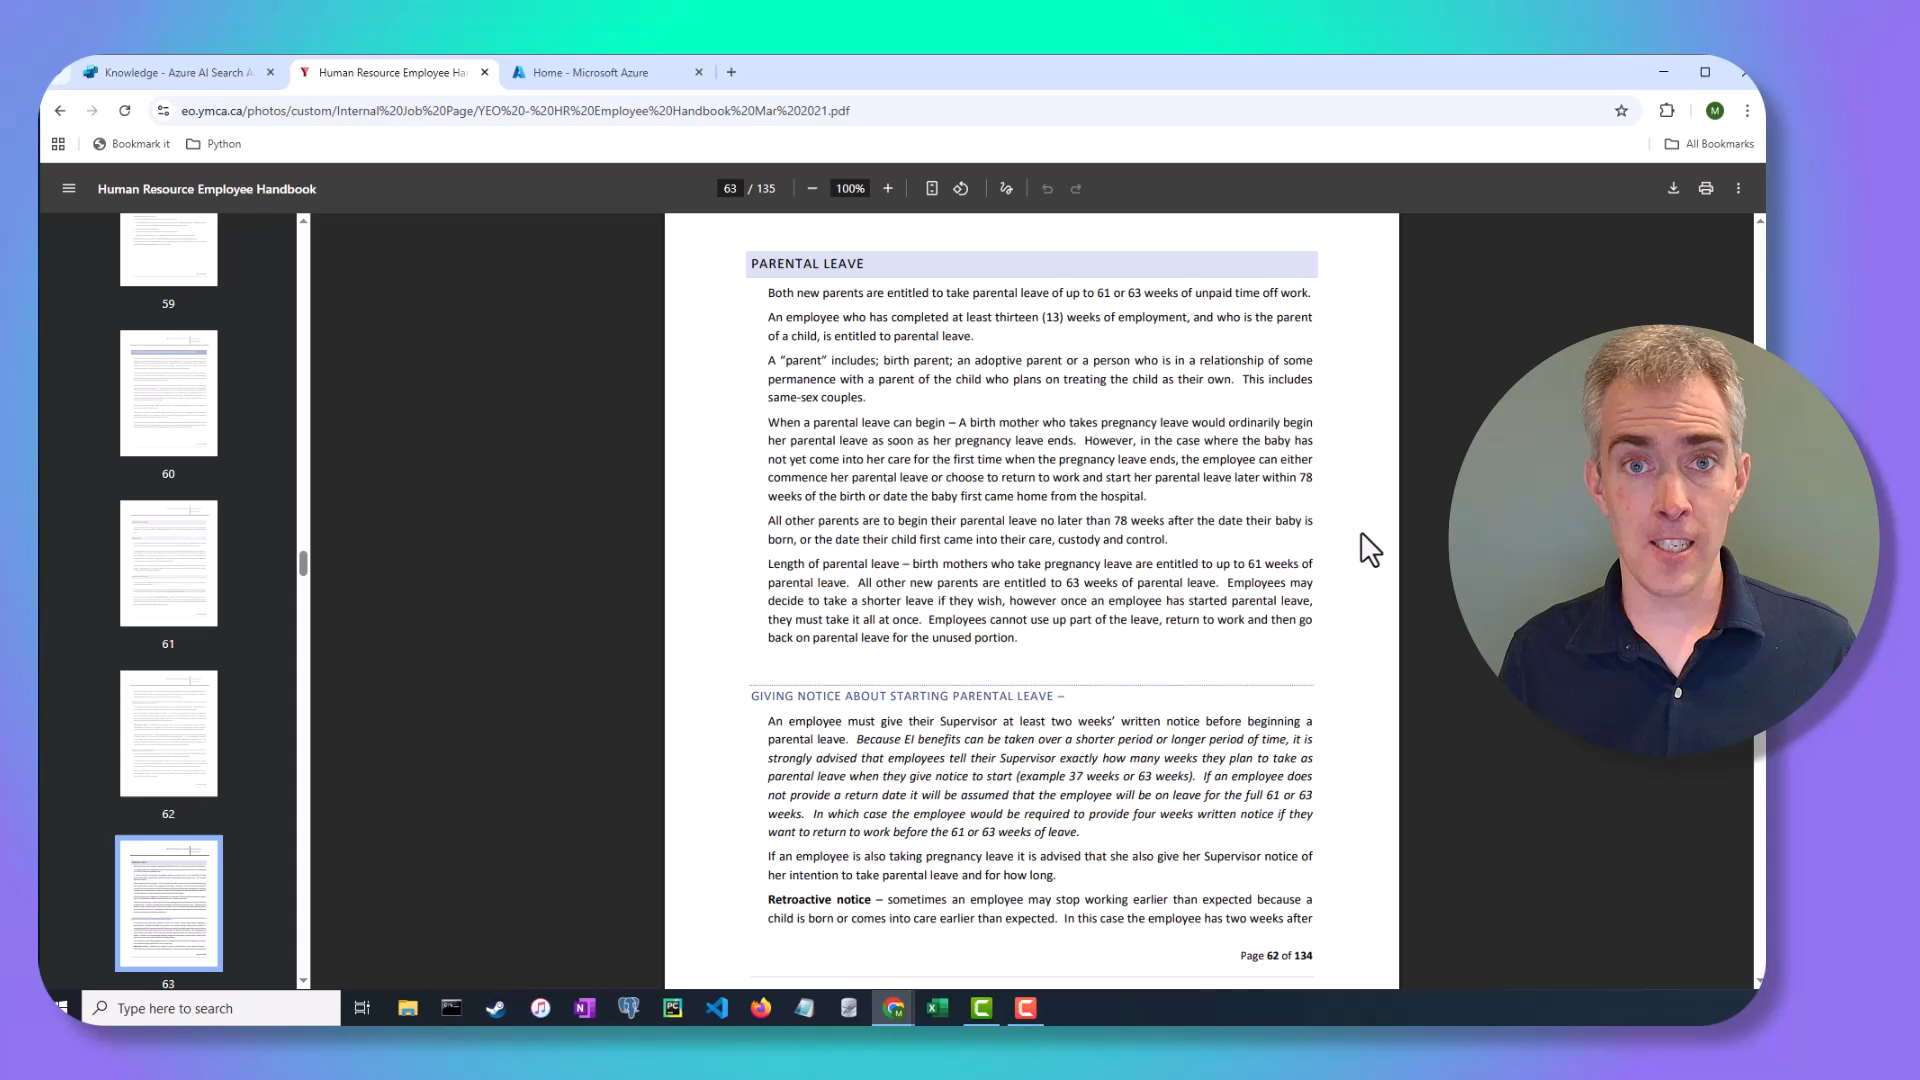 Knowledge - Azure AI Search A
Human Resource Employee Ha
Home - Microsoft Azure
eo.ymca.ca/photos/custom/Internal%20Job%20Page/YEO%20-%20HR%20Employee%20Handbook%20Mar%202021.pdf
M
Bookmark it
Python
All Bookmarks
Human Resource Employee Handbook
63 / 135
100%
59
60
61
62
63
PARENTAL LEAVE
Both new parents are entitled to take parental leave of up to 61 or 63 weeks of unpaid time off work.
An employee who has completed at least thirteen (13) weeks of employment, and who is the parent
of a child, is entitled to parental leave.
A “parent” includes; birth parent; an adoptive parent or a person who is in a relationship of some
permanence with a parent of the child who plans on treating the child as their own. This includes
same-sex couples.
When a parental leave can begin – A birth mother who takes pregnancy leave would ordinarily begin
her parental leave as soon as her pregnancy leave ends. However, in the case where the baby has
not yet come into her care for the first time when the pregnancy leave ends, the employee can either
commence her parental leave or choose to return to work and start her parental leave later within 78
weeks of the birth or date the baby first came home from the hospital.
All other parents are to begin their parental leave no later than 78 weeks after the date their baby is
born, or the date their child first came into their care, custody and control.
Length of parental leave – birth mothers who take pregnancy leave are entitled to up to 61 weeks of
parental leave. All other new parents are entitled to 63 weeks of parental leave. Employees may
decide to take a shorter leave if they wish, however once an employee has started parental leave,
they must take it all at once. Employees cannot use up part of the leave, return to work and then go
back on parental leave for the unused portion.
GIVING NOTICE ABOUT STARTING PARENTAL LEAVE –
An employee must give their Supervisor at least two weeks’ written notice before beginning a
parental leave. Because EI benefits can be taken over a shorter period or longer period of time, it is
strongly advised that employees tell their Supervisor exactly how many weeks they plan to take as
parental leave when they give notice to start (example 37 weeks or 63 weeks). If an employee does
not provide a return date it will be assumed that the employee will be on leave for the full 61 or 63
weeks. In which case the employee would be required to provide four weeks written notice if they
want to return to work before the 61 or 63 weeks of leave.
If an employee is also taking pregnancy leave it is advised that she also give her Supervisor notice of
her intention to take parental leave and for how long.
Retroactive notice – sometimes an employee may stop working earlier than expected because a
child is born or comes into care earlier than expected. In this case the employee has two weeks after
Page 62 of 134
Type here to search